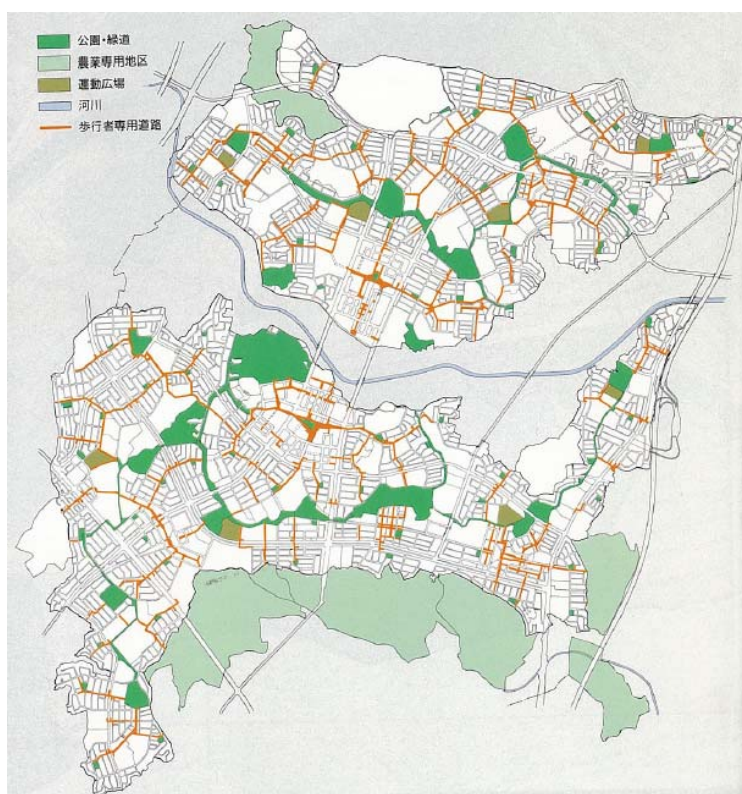 公園・緑道
農業専用地区
運動広場
河川
歩行者専用道路